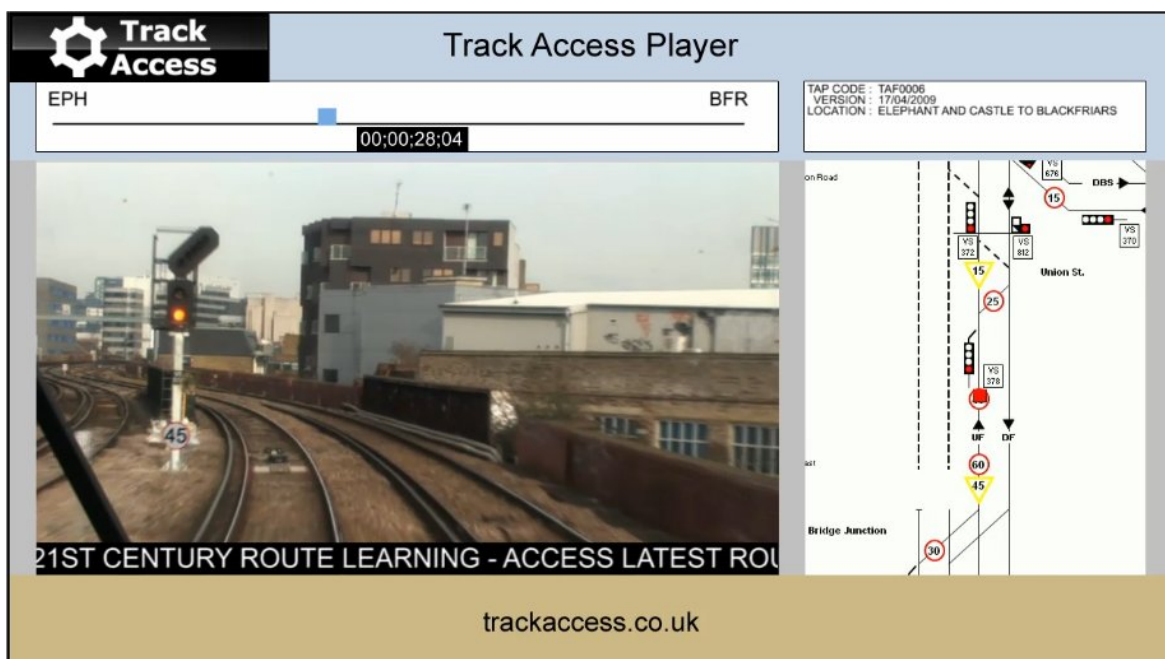 Track
Access
Track Access Player
EPH
BFR
00;00;28;04
TAP CODE : TAF0006
VERSION : 17/04/2009
LOCATION : ELEPHANT AND CASTLE TO BLACKFRIARS
45
21ST CENTURY ROUTE LEARNING - ACCESS LATEST ROU
on Road
VS
676
DBS
15
VS
372
VS
812
VS
370
15
Union St.
25
VS
378
UF
DF
ast
60
45
Bridge Junction
30
trackaccess.co.uk